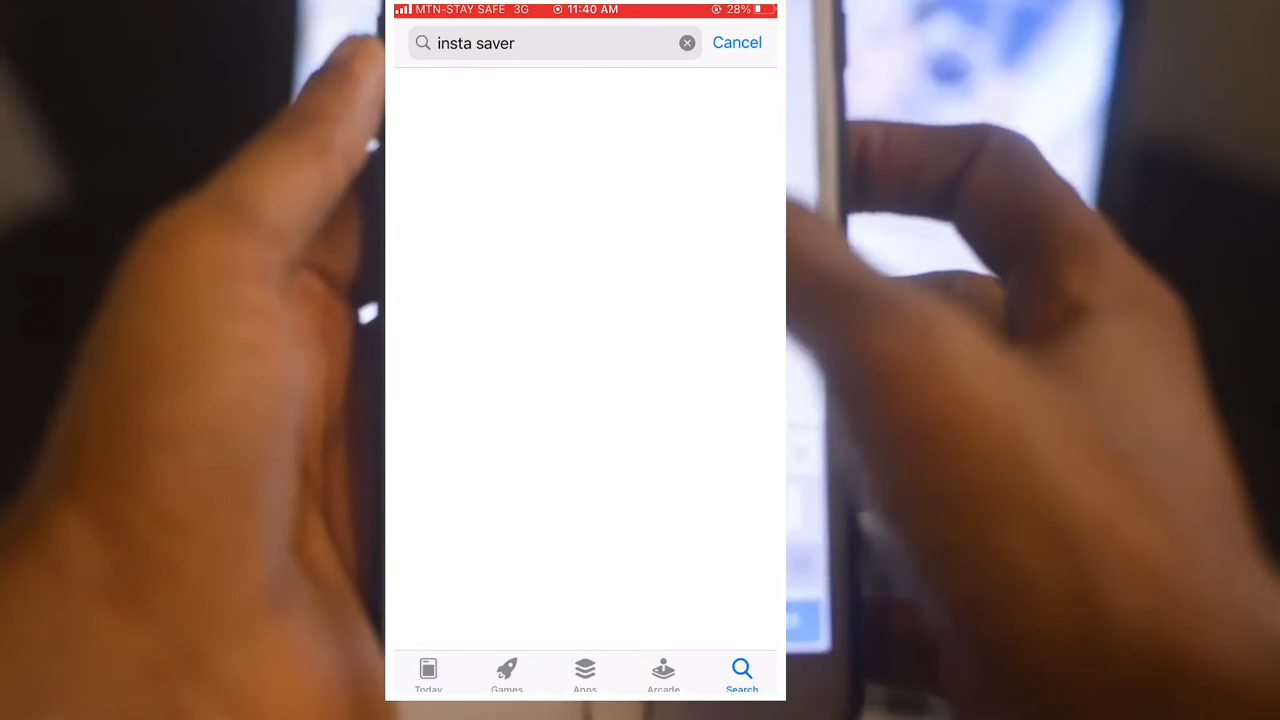 MTN-STAY SAFE 3G 11:40 AM 28%
insta saver Cancel
Today Games Apps Arcade Search